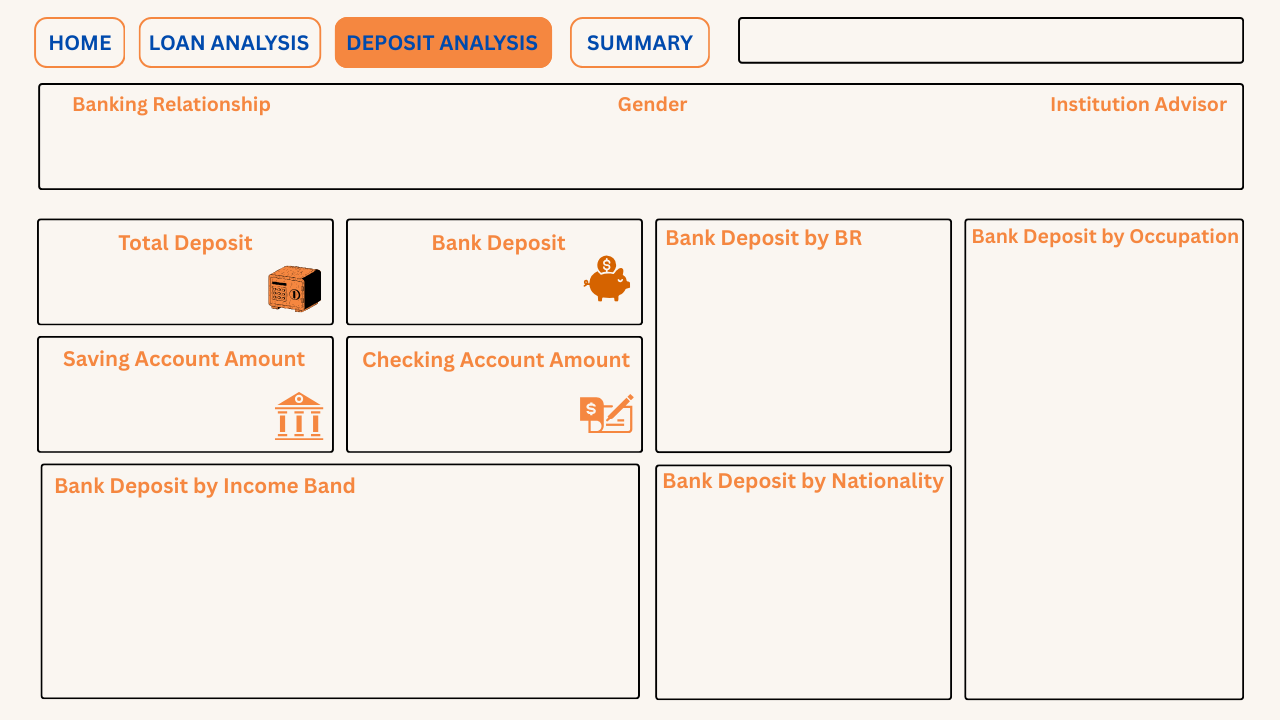 HOME
LOAN ANALYSIS
DEPOSIT ANALYSIS
SUMMARY
Banking Relationship
Gender
Institution Advisor
Total Deposit
Bank Deposit
Bank Deposit by BR
Bank Deposit by Occupation
$
Saving Account Amount
Checking Account Amount
$
Bank Deposit by Income Band
Bank Deposit by Nationality